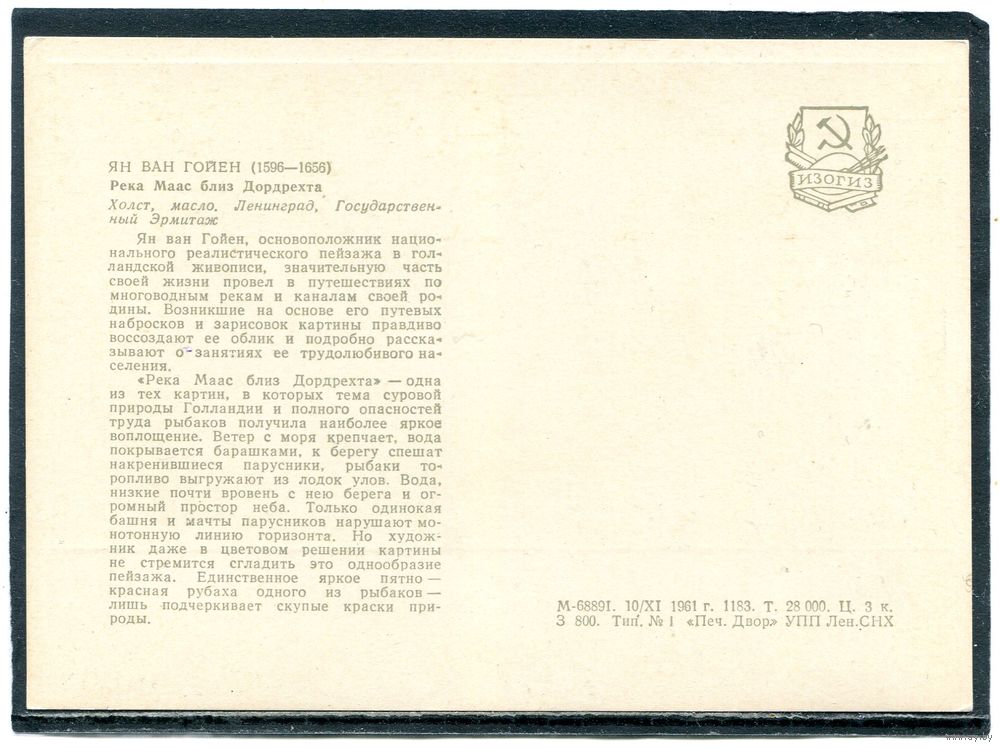 ЯН ВАН ГОЙЕН (1596—1656)
Река Маас близ Дордрехта
Холст, масло. Ленинград, Государствен-
ный Эрмитаж
Ян ван Гойен, основоположник нацио-
нального реалистического пейзажа в гол-
ландской живописи, значительную часть
своей жизни провел в путешествиях по
многоводным рекам и каналам своей ро-
дины. Возникшие на основе его путевых
набросков и зарисовок картины правдиво
воссоздают ее облик и подробно расска-
зывают о занятиях ее трудолюбивого на-
селения.
«Река Маас близ Дордрехта» — одна
из тех картин, в которых тема суровой
природы Голландии и полного опасностей
труда рыбаков получила наиболее яркое
воплощение. Ветер с моря крепчает, вода
покрывается барашками, к берегу спешат
накренившиеся парусники, рыбаки то-
ропливо выгружают из лодок улов. Вода,
низкие почти вровень с нею берега и ог-
ромный простор неба. Только одинокая
башня и мачты парусников нарушают мо-
нотонную линию горизонта. Но худож-
ник даже в цветовом решении картины
не стремится сгладить это однообразие
пейзажа. Единственное яркое пятно —
красная рубаха одного из рыбаков —
лишь подчеркивает скупые краски при-
роды.
ИЗОГИЗ
М-68891. 10/XI 1961 г. 1183. Т. 28 000. Ц. 3 к.
З 800. Тип. № 1 «Печ. Двор» УПП Лен.СНХ